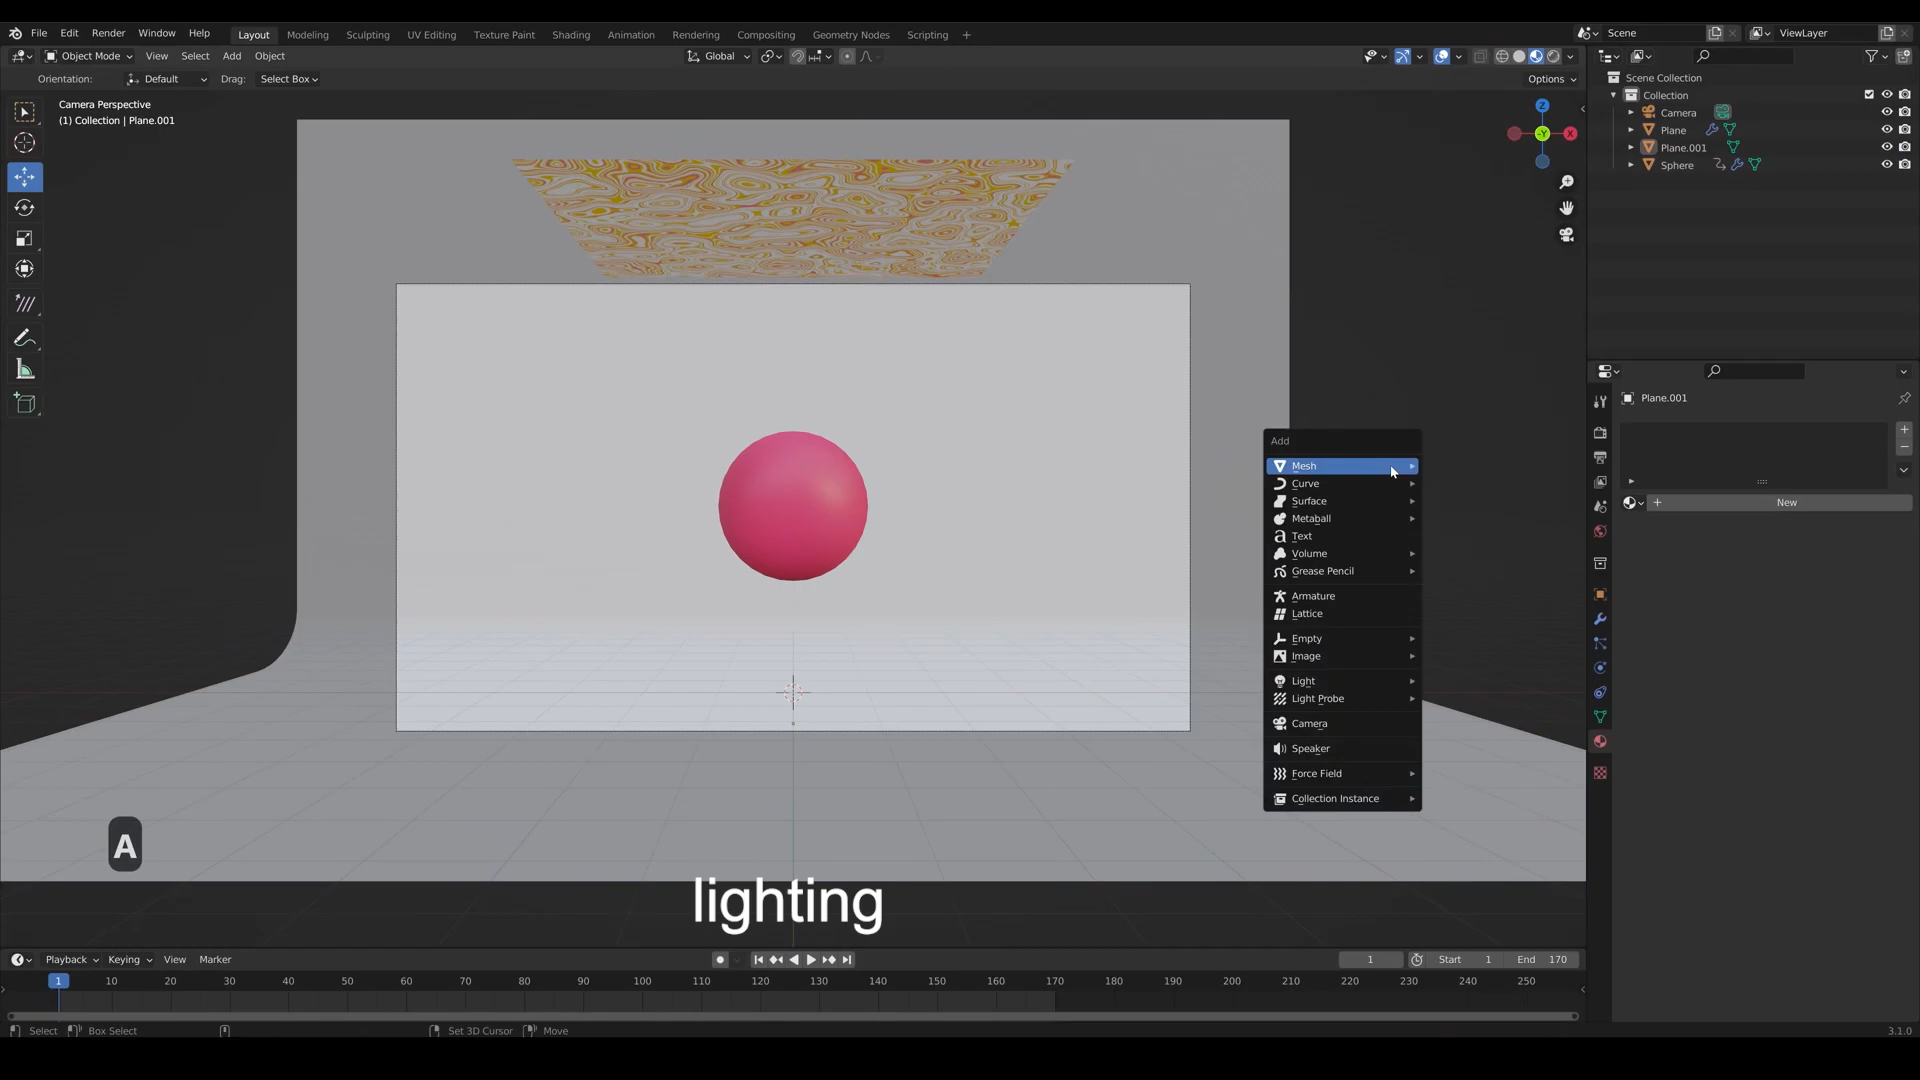 File Edit Render Window Help Layout Modeling Sculpting UV Editing Texture Paint Shading Animation Rendering Compositing Geometry Nodes Scripting + Scene ViewLayer
Object Mode View Select Add Object Global
Orientation: Default Drag: Select Box Options
Camera Perspective
(1) Collection | Plane.001
Z
-Y
X
Scene Collection
Collection
Camera
Plane
Plane.001
Sphere
Plane.001
+ New
Add
Mesh
Curve
Surface
Metaball
Text
Volume
Grease Pencil
Armature
Lattice
Empty
Image
Light
Light Probe
Camera
Speaker
Force Field
Collection Instance
A
lighting
Playback Keying View Marker 1 Start 1 End 170
1 10 20 30 40 50 60 70 80 90 100 110 120 130 140 150 160 170 180 190 200 210 220 230 240 250
Select Box Select Set 3D Cursor Move 3.1.0